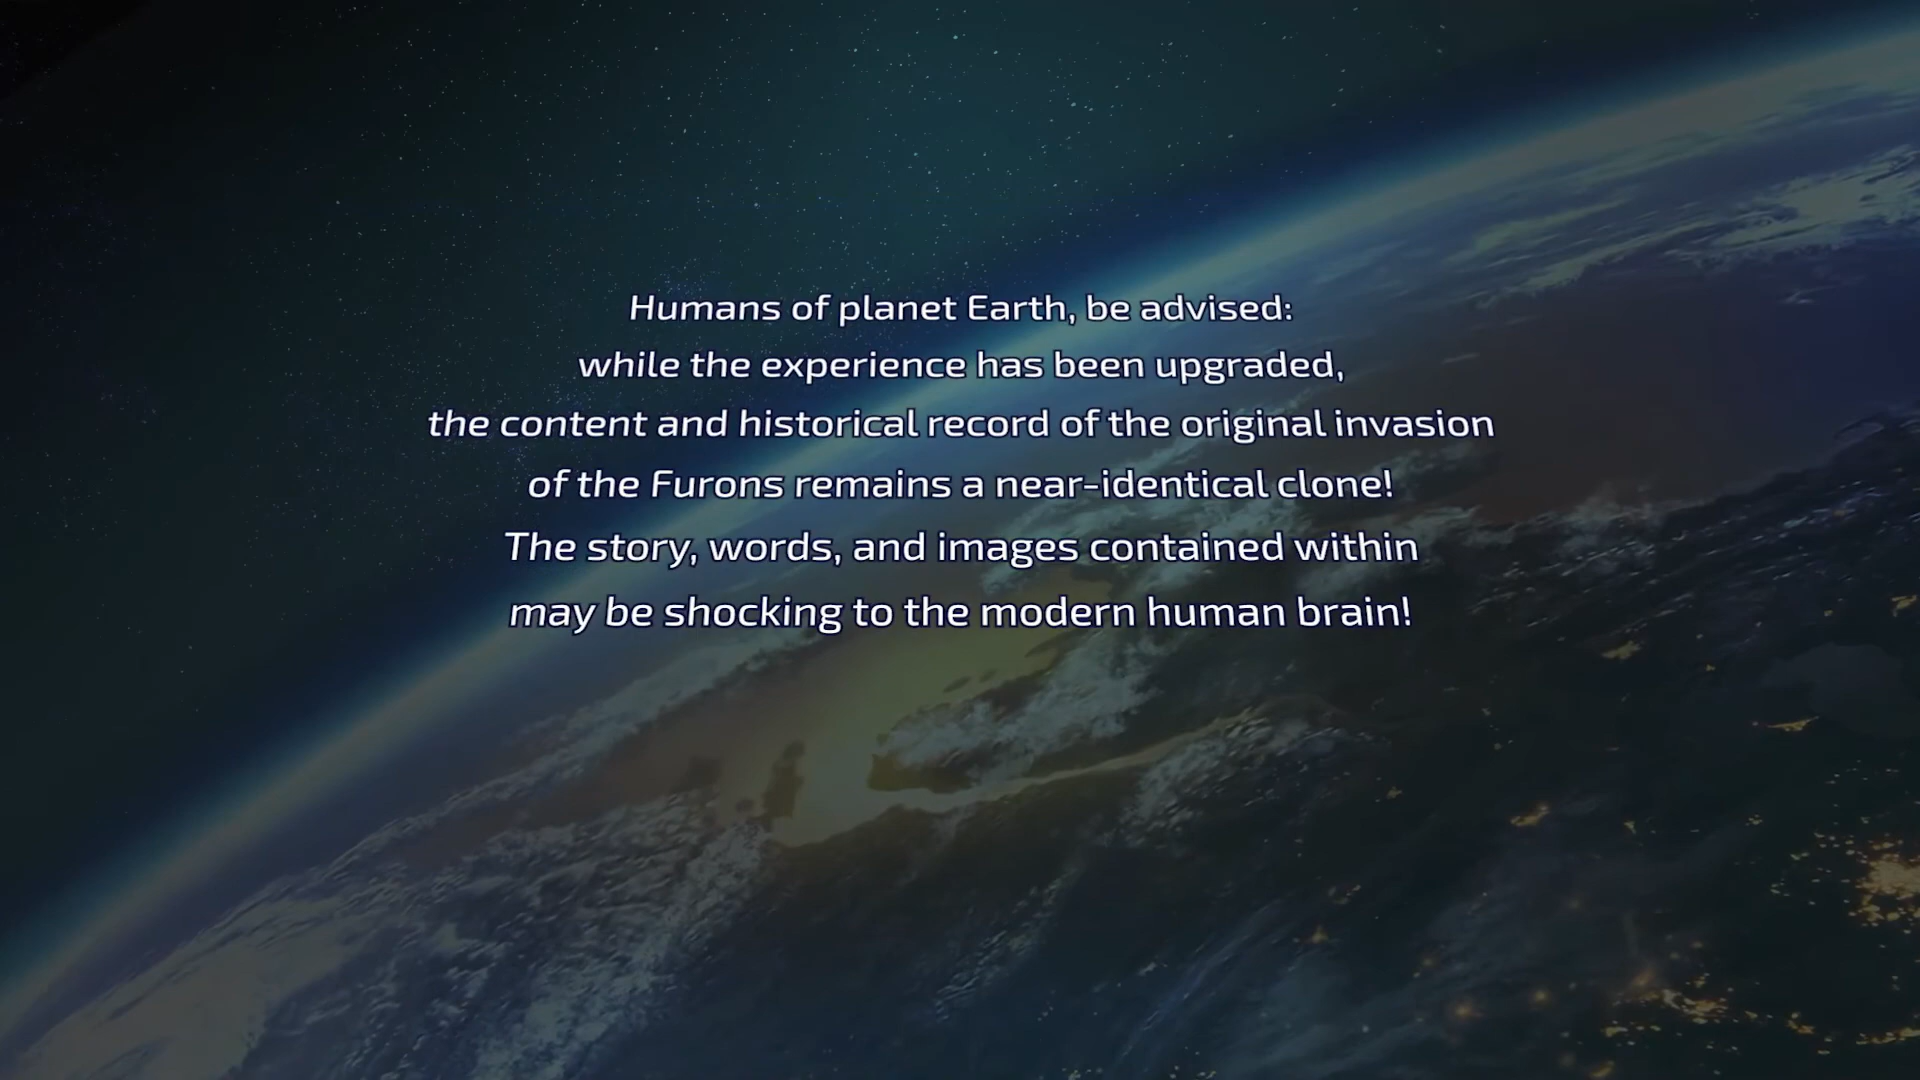 Humans of planet Earth, be advised:
while the experience has been upgraded,
the content and historical record of the original invasion
of the Furons remains a near-identical clone!
The story, words, and images contained within
may be shocking to the modern human brain!